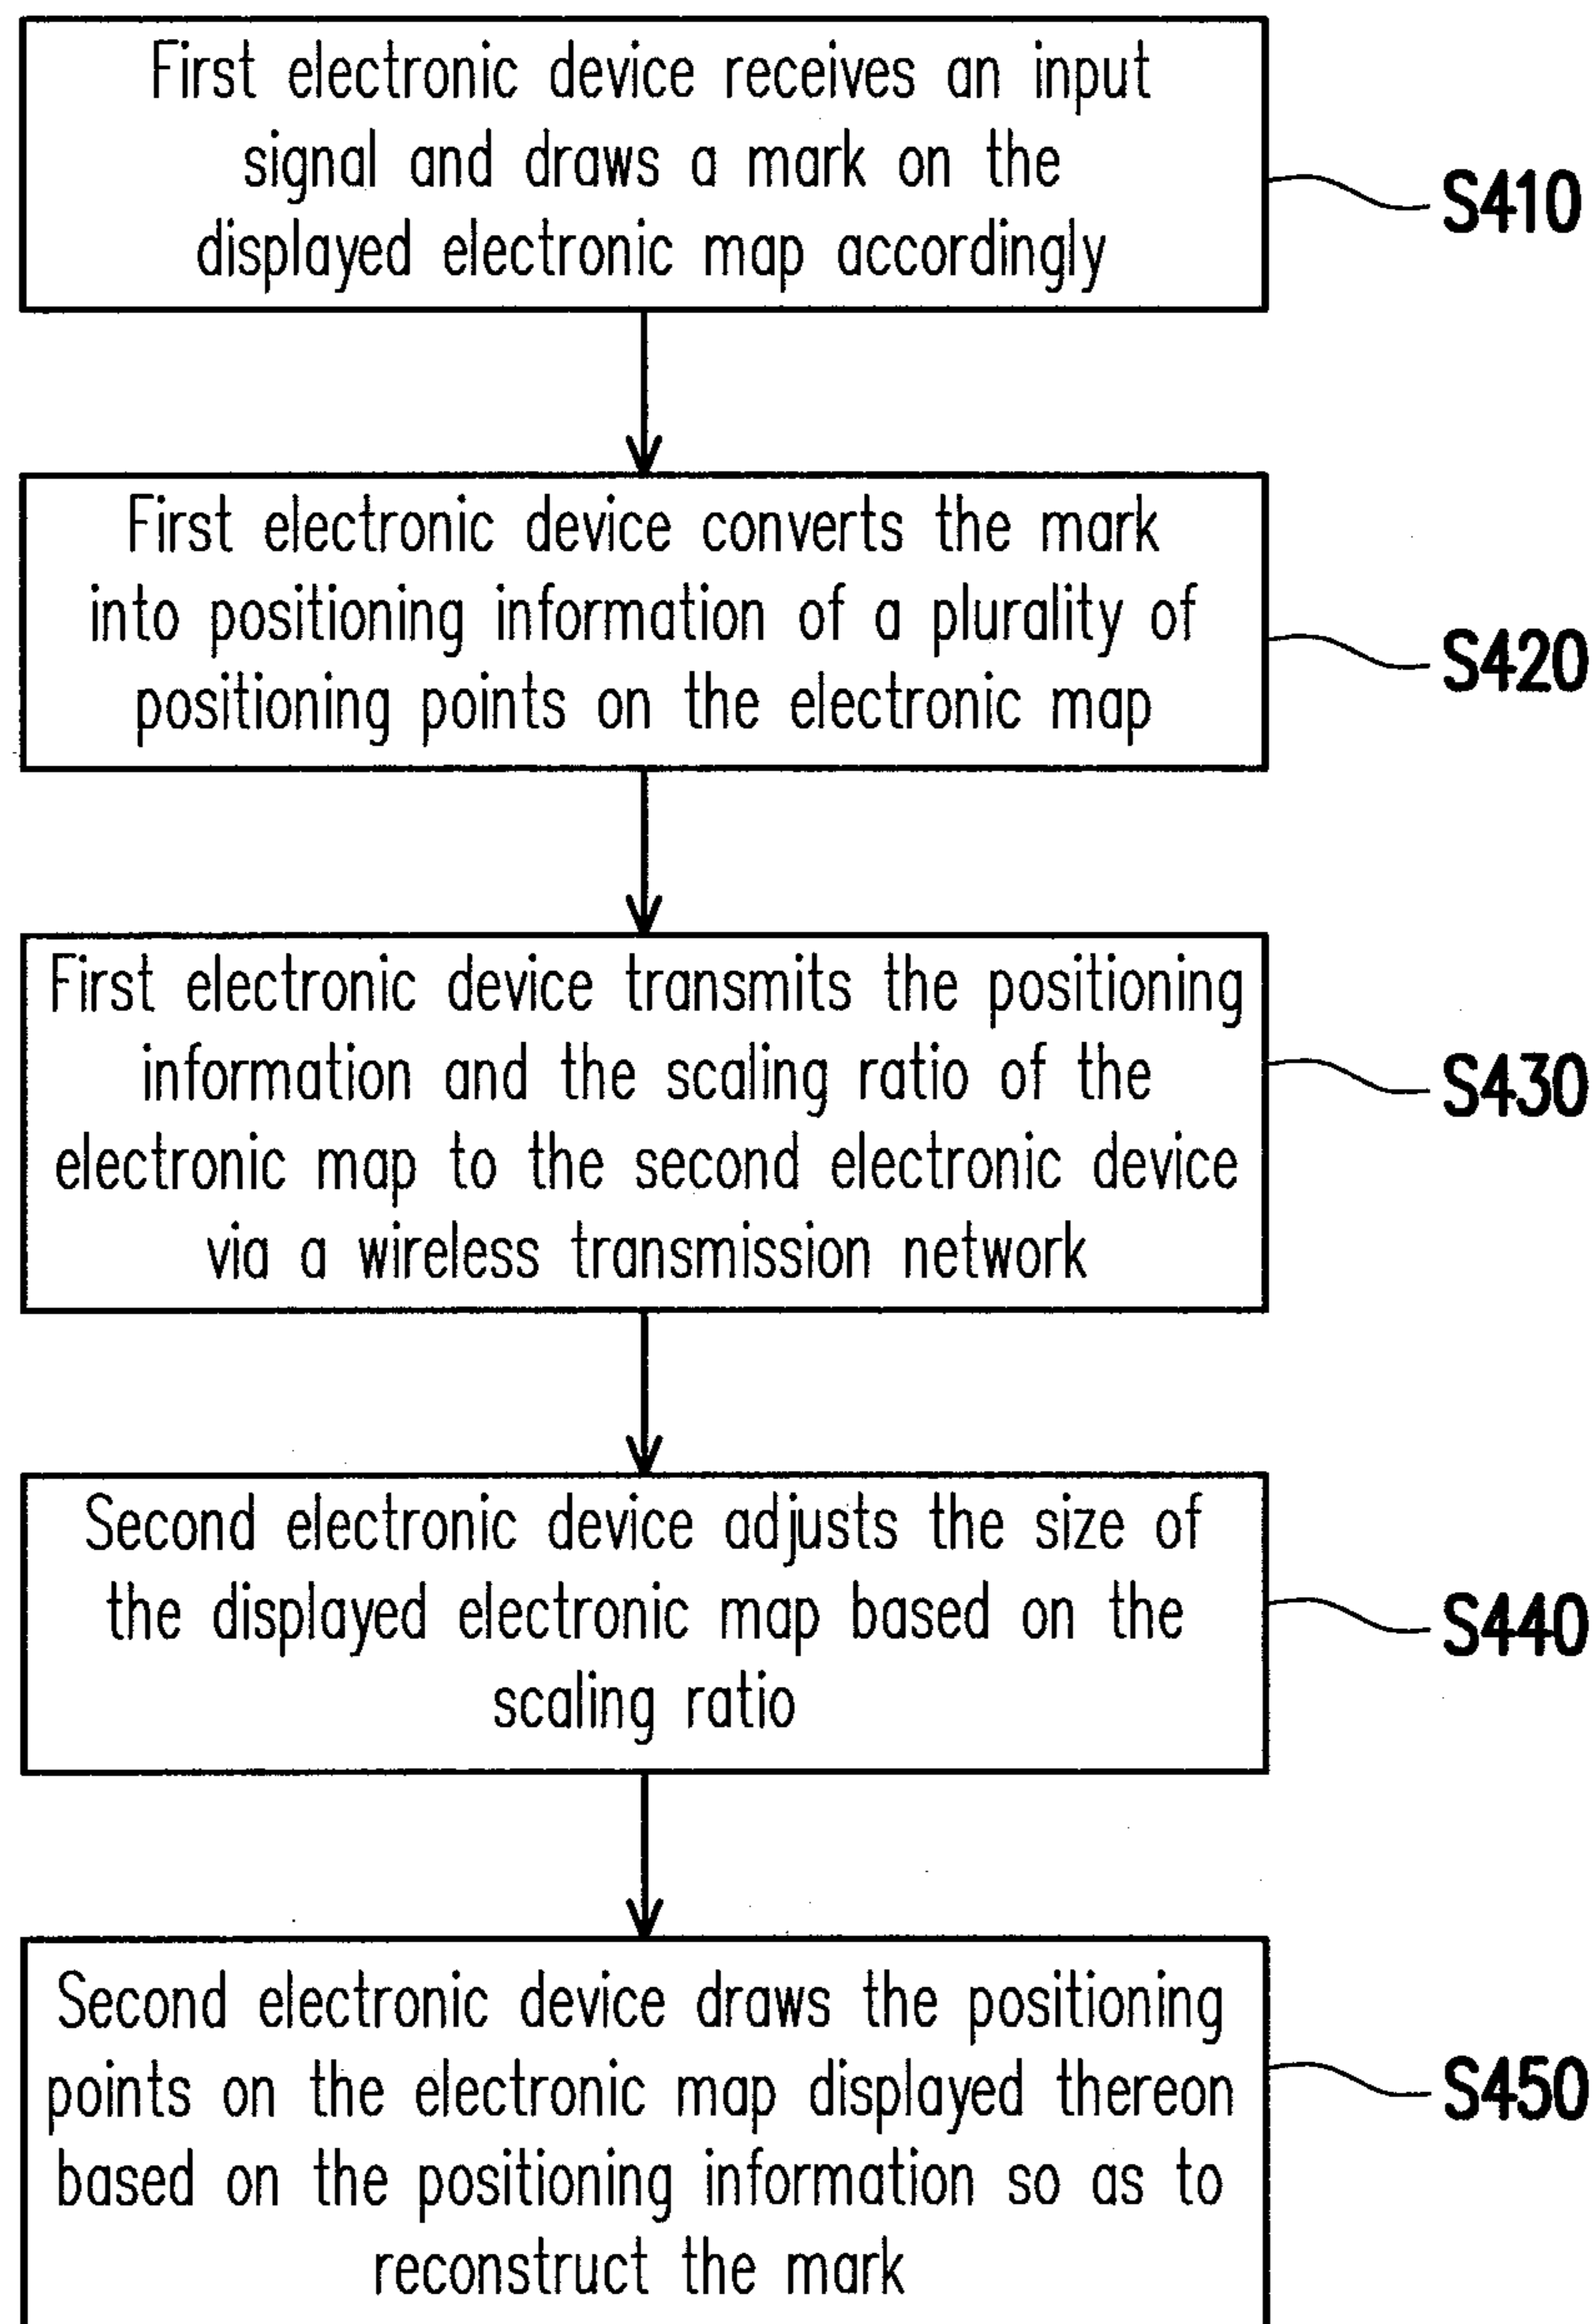 First electronic device receives an input
signal and draws a mark on the
displayed electronic map accordingly
S410
First electronic device converts the mark
into positioning information of a plurality of
positioning points on the electronic map
S420
First electronic device transmits the positioning
information and the scaling ratio of the
electronic map to the second electronic device
via a wireless transmission network
S430
Second electronic device adjusts the size of
the displayed electronic map based on the
scaling ratio
S440
Second electronic device draws the positioning
points on the electronic map displayed thereon
based on the positioning information so as to
reconstruct the mark
S450